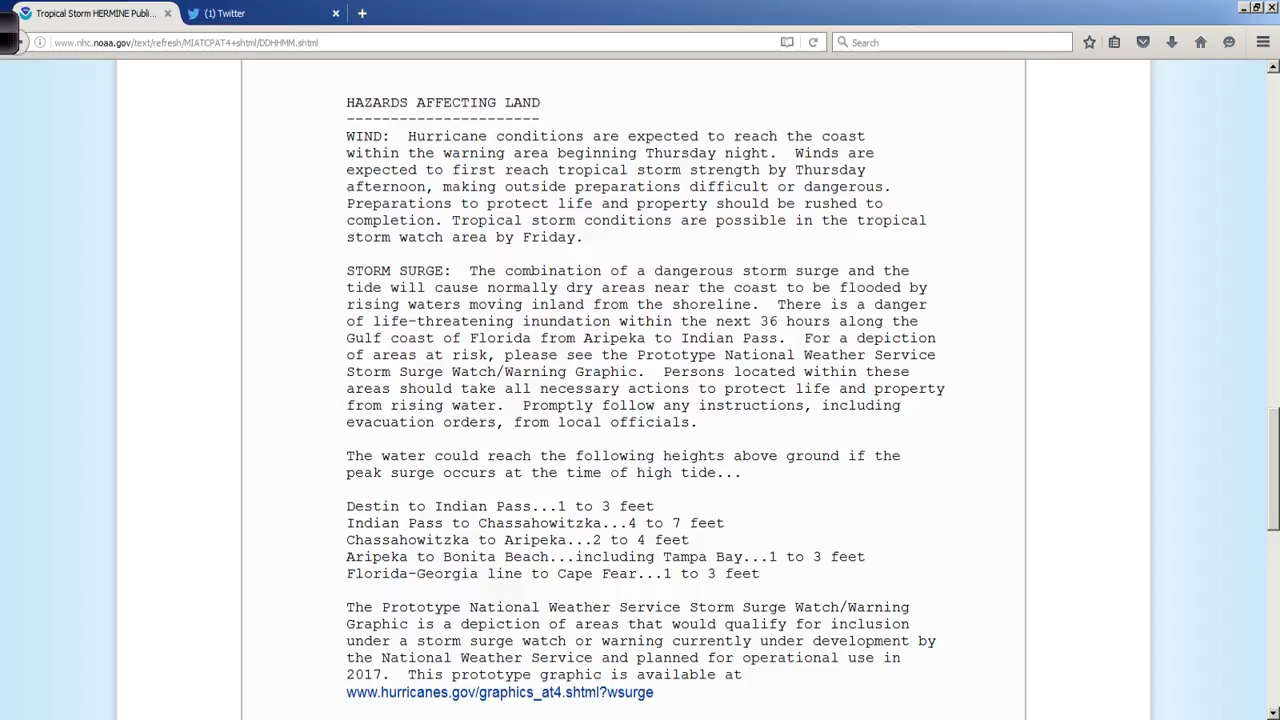 Tropical Storm HERMINE Publi...
(1) Twitter
www.nhc.noaa.gov/text/refresh/MIATCPAT4+shtml/DDHHMM.shtml
Search
HAZARDS AFFECTING LAND
----------------------
WIND:  Hurricane conditions are expected to reach the coast
within the warning area beginning Thursday night.  Winds are
expected to first reach tropical storm strength by Thursday
afternoon, making outside preparations difficult or dangerous.
Preparations to protect life and property should be rushed to
completion. Tropical storm conditions are possible in the tropical
storm watch area by Friday.
STORM SURGE:  The combination of a dangerous storm surge and the
tide will cause normally dry areas near the coast to be flooded by
rising waters moving inland from the shoreline.  There is a danger
of life-threatening inundation within the next 36 hours along the
Gulf coast of Florida from Aripeka to Indian Pass.  For a depiction
of areas at risk, please see the Prototype National Weather Service
Storm Surge Watch/Warning Graphic.  Persons located within these
areas should take all necessary actions to protect life and property
from rising water.  Promptly follow any instructions, including
evacuation orders, from local officials.
The water could reach the following heights above ground if the
peak surge occurs at the time of high tide...
Destin to Indian Pass...1 to 3 feet
Indian Pass to Chassahowitzka...4 to 7 feet
Chassahowitzka to Aripeka...2 to 4 feet
Aripeka to Bonita Beach...including Tampa Bay...1 to 3 feet
Florida-Georgia line to Cape Fear...1 to 3 feet
The Prototype National Weather Service Storm Surge Watch/Warning
Graphic is a depiction of areas that would qualify for inclusion
under a storm surge watch or warning currently under development by
the National Weather Service and planned for operational use in
2017.  This prototype graphic is available at
www.hurricanes.gov/graphics_at4.shtml?wsurge